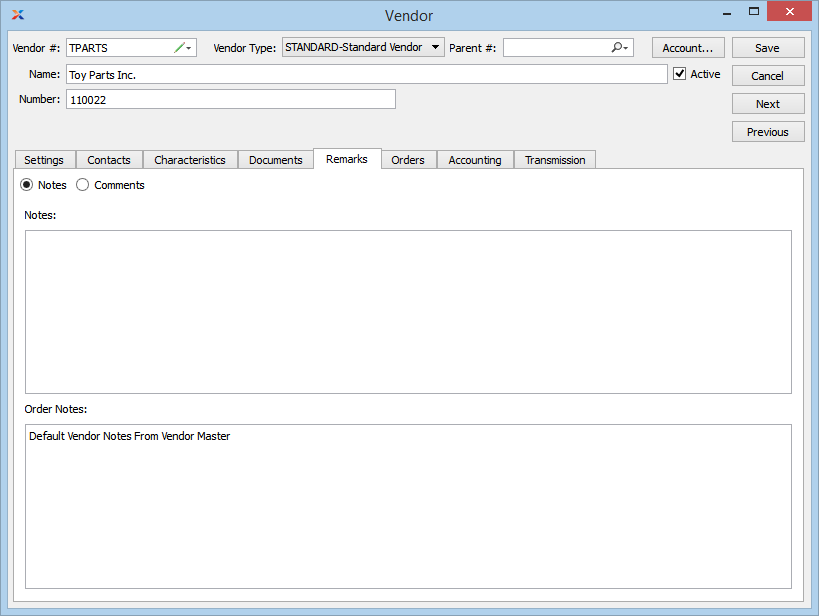 Vendor
Vendor #: TPARTS Vendor Type: STANDARD-Standard Vendor Parent #: Account... Save
Name: Toy Parts Inc. Active Cancel
Number: 110022 Next
Previous
Settings Contacts Characteristics Documents Remarks Orders Accounting Transmission
Notes Comments
Notes:
Order Notes:
Default Vendor Notes From Vendor Master